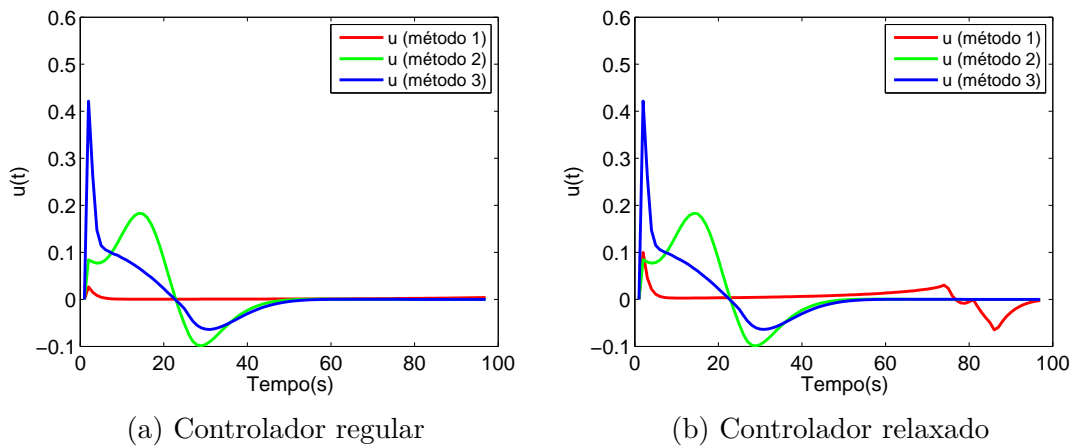 0.6
0.5
0.4
0.3
0.2
0.1
0
−0.1
u(t)
0 20 40 60 80 100
Tempo(s)
u (método 1)
u (método 2)
u (método 3)
(a) Controlador regular
0.6
0.5
0.4
0.3
0.2
0.1
0
−0.1
u(t)
0 20 40 60 80 100
Tempo(s)
u (método 1)
u (método 2)
u (método 3)
(b) Controlador relaxado